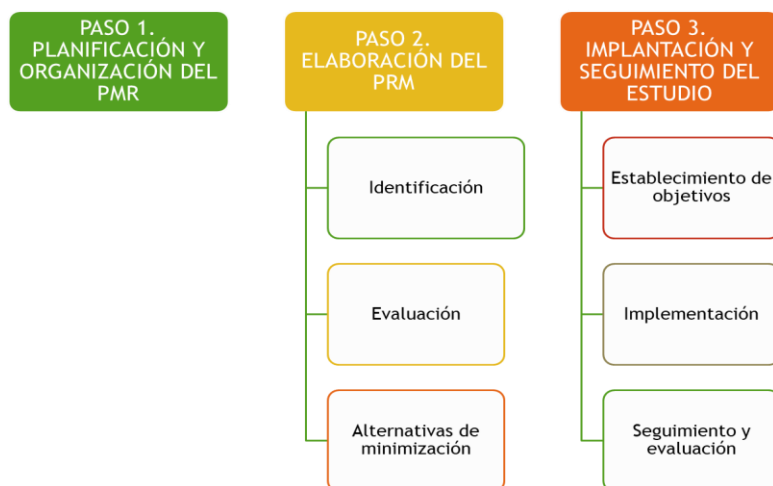 PASO 1.
PLANIFICACIÓN Y
ORGANIZACIÓN DEL
PMR
PASO 2.
ELABORACIÓN DEL
PRM
Identificación
Evaluación
Alternativas de
minimización
PASO 3.
IMPLANTACIÓN Y
SEGUIMIENTO DEL
ESTUDIO
Establecimiento de
objetivos
Implementación
Seguimiento y
evaluación